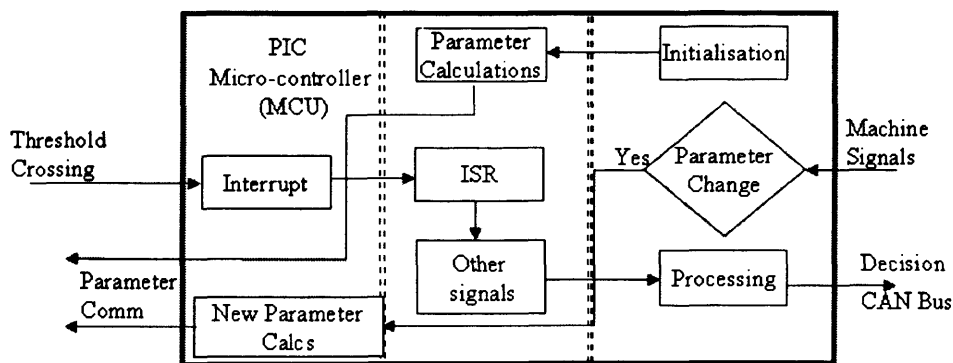 PIC
Micro-controller
(MCU)
Parameter
Calculations
Initialisation
Threshold
Crossing
Interrupt
ISR
Yes
Parameter
Change
Machine
Signals
Parameter
Comm
New Parameter
Calcs
Other
signals
Processing
Decision
CAN Bus